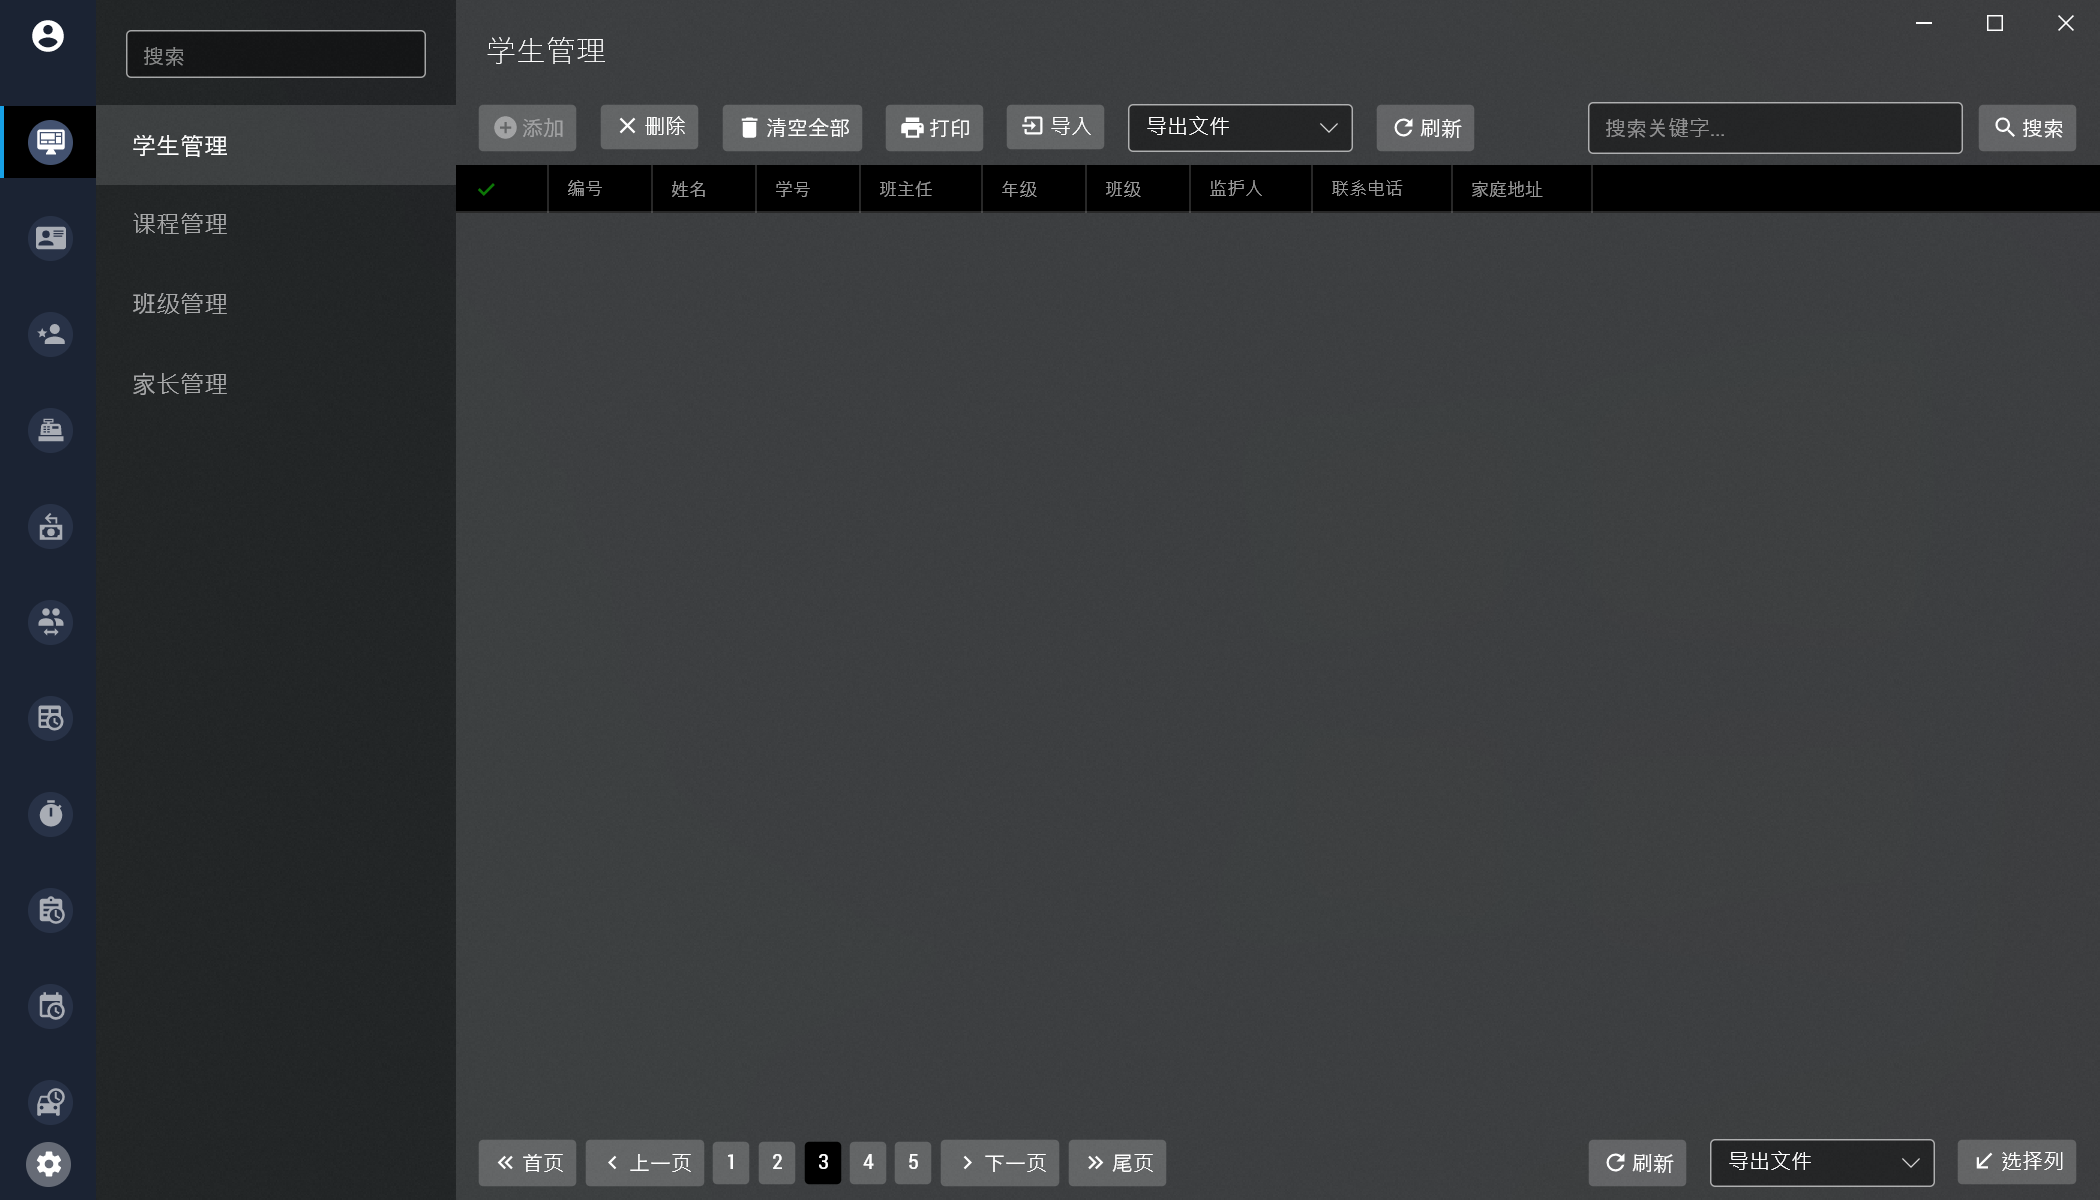 搜索
学生管理
课程管理
班级管理
家长管理
学生管理
添加 删除 清空全部 打印 导入 导出文件 刷新 搜索关键字... 搜索
编号 姓名 学号 班主任 年级 班级 监护人 联系电话 家庭地址
首页 上一页 1 2 3 4 5 下一页 尾页 刷新 导出文件 选择列